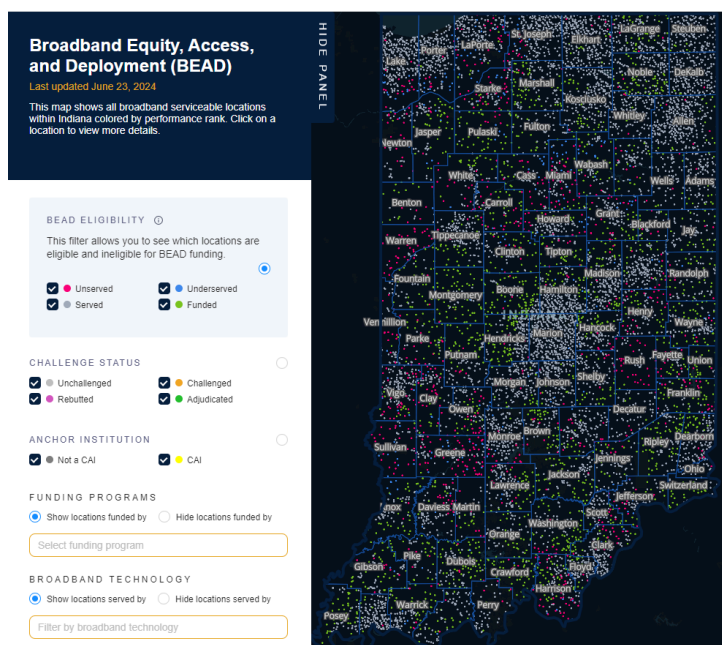 Broadband Equity, Access,
and Deployment (BEAD)
Last updated June 23, 2024
This map shows all broadband serviceable locations
within Indiana colored by performance rank. Click on a
location to view more details.
HIDE PANEL
BEAD ELIGIBILITY
This filter allows you to see which locations are
eligible and ineligible for BEAD funding.
Unserved Underserved
Served Funded
CHALLENGE STATUS
Unchallenged Challenged
Rebutted Adjudicated
ANCHOR INSTITUTION
Not a CAI CAI
FUNDING PROGRAMS
Show locations funded by Hide locations funded by
Select funding program
BROADBAND TECHNOLOGY
Show locations served by Hide locations served by
Filter by broadband technology
Lake Porter LaPorte St. Joseph Elkhart LaGrange Steuben
Starke Marshall Noble DeKalb
Kosciusko Whitley Allen
Newton Jasper Pulaski Fulton
White Cass Miami Wabash Wells Adams
Benton Carroll Howard Grant Blackford Jay
Warren Tippecanoe Clinton Tipton
Fountain Montgomery Boone Hamilton Madison Randolph
Vermillion Parke Putnam Hendricks Marion Hancock Henry Wayne
Vigo Clay Owen Morgan Johnson Shelby Rush Fayette Union
Franklin
Sullivan Greene Monroe Brown Decatur Ripley Dearborn
Ohio
Lawrence Jackson Jennings Jefferson Switzerland
nox Daviess Martin Orange Washington Scott
Clark
Gibson Pike Dubois Crawford Harrison Floyd
Posey Warrick Perry